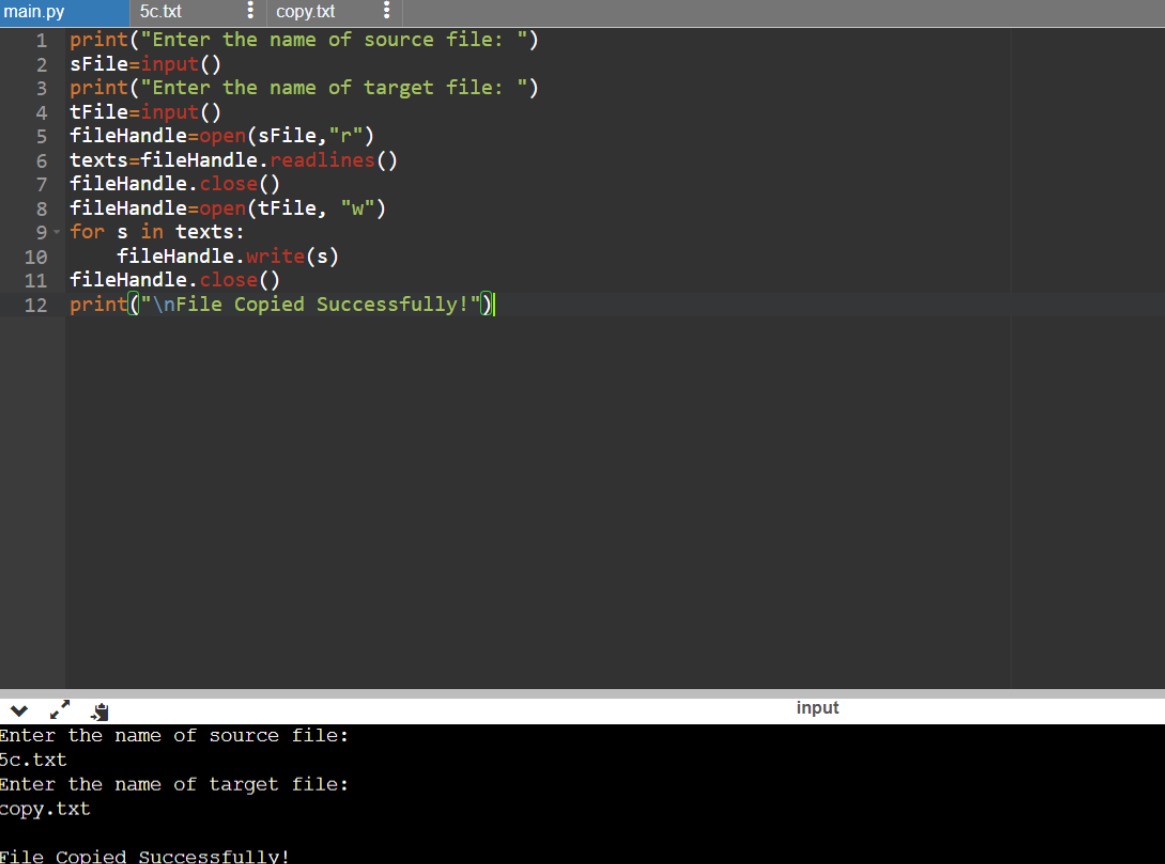 main.py 5c.txt copy.txt
1 print("Enter the name of source file: ")
2 sFile=input()
3 print("Enter the name of target file: ")
4 tFile=input()
5 fileHandle=open(sFile,"r")
6 texts=fileHandle.readlines()
7 fileHandle.close()
8 fileHandle=open(tFile, "w")
9 for s in texts:
10     fileHandle.write(s)
11 fileHandle.close()
12 print("\nFile Copied Successfully!")
input
Enter the name of source file:
5c.txt
Enter the name of target file:
copy.txt
File Copied Successfully!